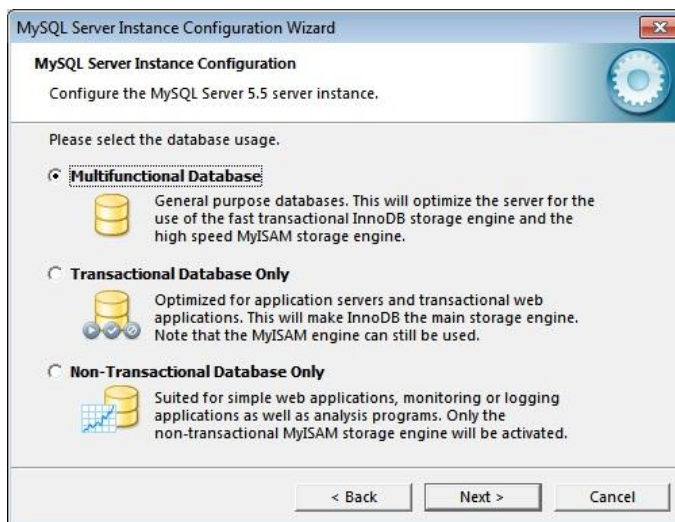 MySQL Server Instance Configuration Wizard
MySQL Server Instance Configuration
Configure the MySQL Server 5.5 server instance.
Please select the database usage.
Multifunctional Database
General purpose databases. This will optimize the server for the
use of the fast transactional InnoDB storage engine and the
high speed MyISAM storage engine.
Transactional Database Only
Optimized for application servers and transactional web
applications. This will make InnoDB the main storage engine.
Note that the MyISAM engine can still be used.
Non-Transactional Database Only
Suited for simple web applications, monitoring or logging
applications as well as analysis programs. Only the
non-transactional MyISAM storage engine will be activated.
< Back
Next >
Cancel